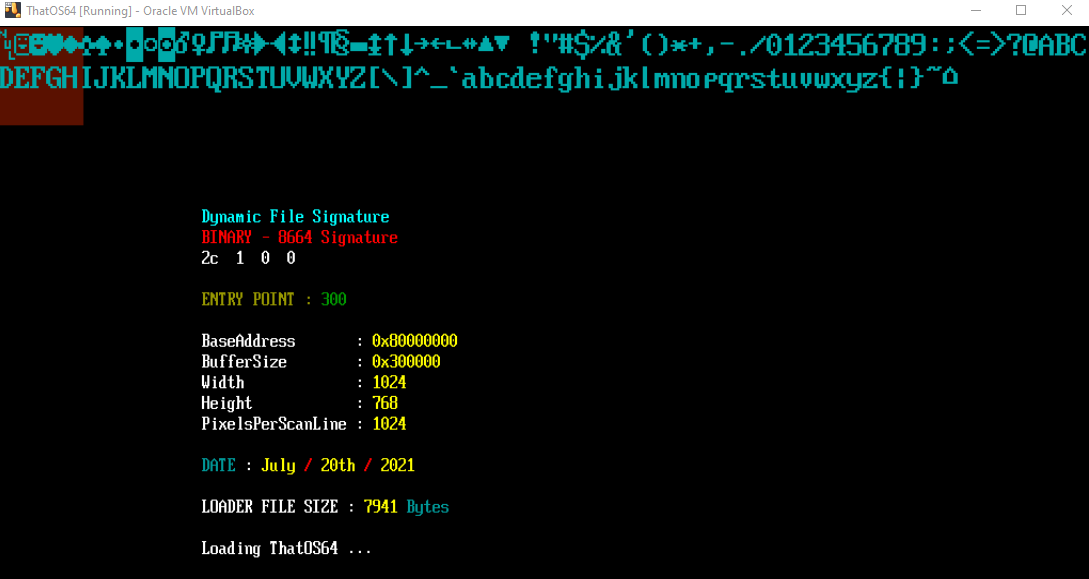 ThatOS64 [Running] - Oracle VM VirtualBox
☺☻♥♦♣♠•◘○◙♂♀♪♫☼►◄↕‼¶§▬↨↑↓→←∟↔▲▼ !"#$%&'()*+,-./0123456789:;<=>?@ABC
DEFGHIJKLMNOPQRSTUVWXYZ[\]^_`abcdefghijklmnopqrstuvwxyz{¦}~⌂
Dynamic File Signature
BINARY - 8664 Signature
2c 1 0 0
ENTRY POINT : 300
BaseAddress : 0x80000000
BufferSize : 0x300000
Width : 1024
Height : 768
PixelsPerScanLine : 1024
DATE : July / 20th / 2021
LOADER FILE SIZE : 7941 Bytes
Loading ThatOS64 ...